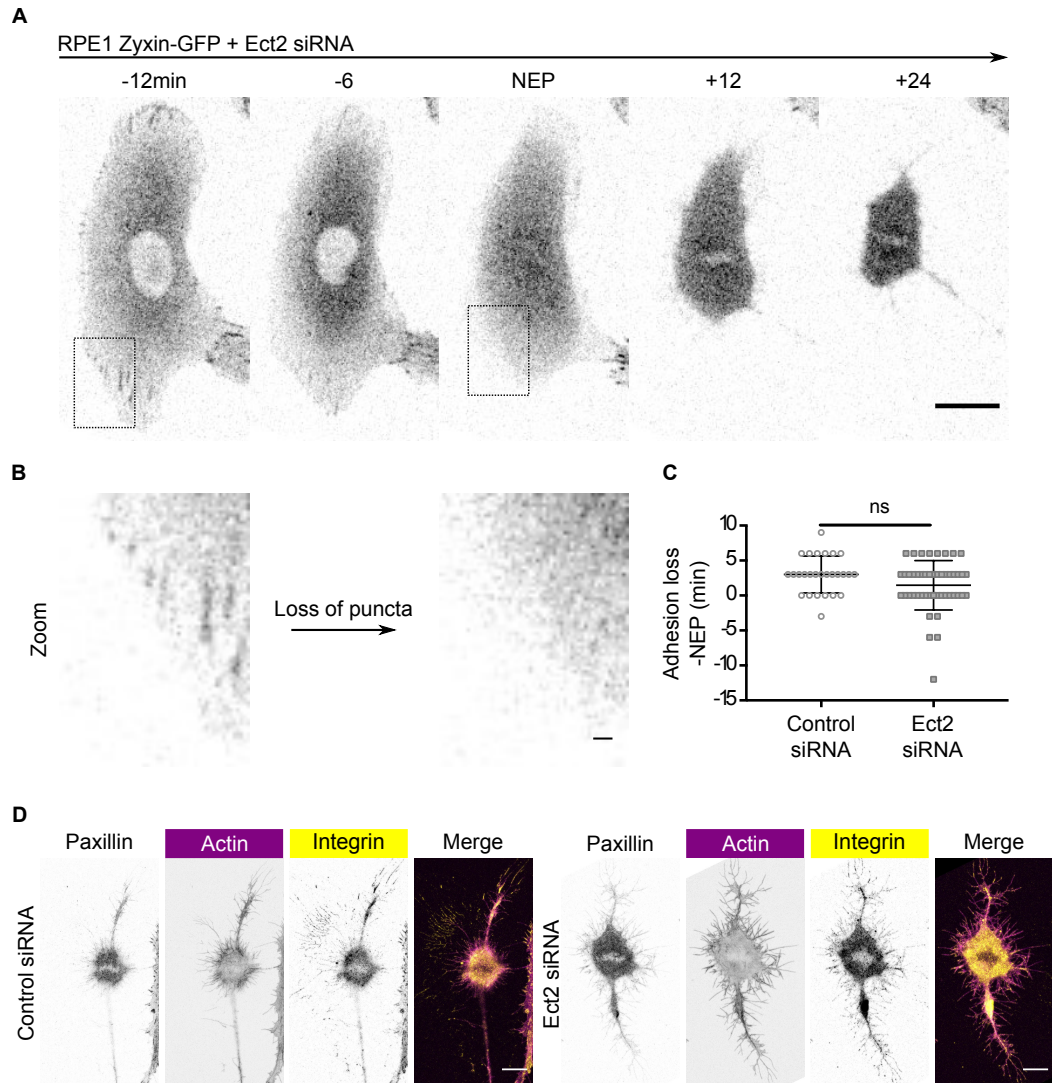 A
RPE1 Zyxin-GFP + Ect2 siRNA
-12min -6 NEP +12 +24
B
Zoom
Loss of puncta
C
ns
Adhesion loss
-NEP (min)
10
5
0
-5
-10
-15
Control
siRNA
Ect2
siRNA
D
Control siRNA
Paxillin Actin Integrin Merge
Ect2 siRNA
Paxillin Actin Integrin Merge